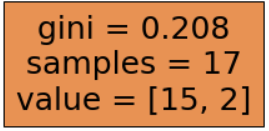 gini = 0.208
samples = 17
value = [15, 2]